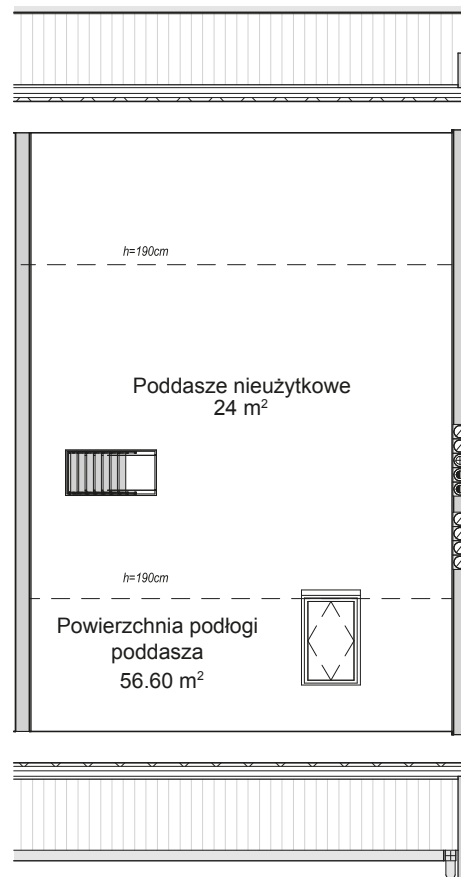 h=190cm
Poddasze nieużytkowe
24 m²
h=190cm
Powierzchnia podłogi
poddasza
56.60 m²